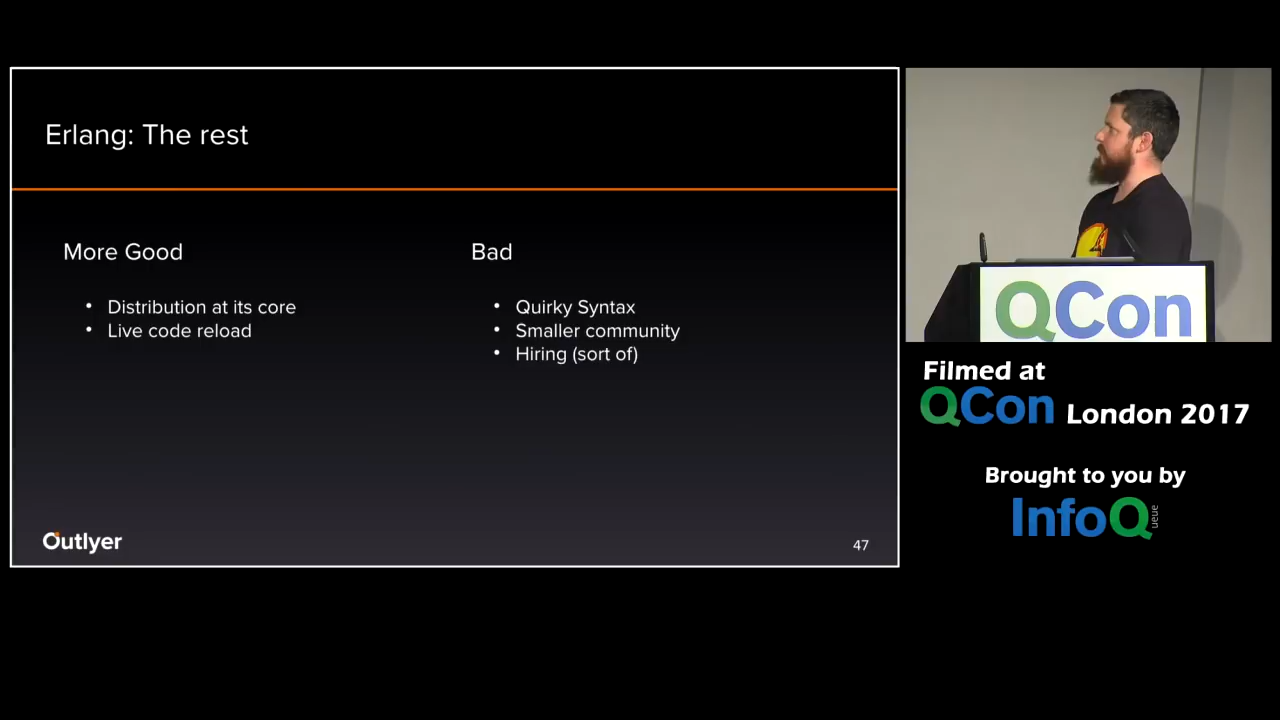 Erlang: The rest
More Good
• Distribution at its core
• Live code reload
Bad
• Quirky Syntax
• Smaller community
• Hiring (sort of)
Outlyer
47
QCon
Filmed at
QCon London 2017
Brought to you by
InfoQ
ueue